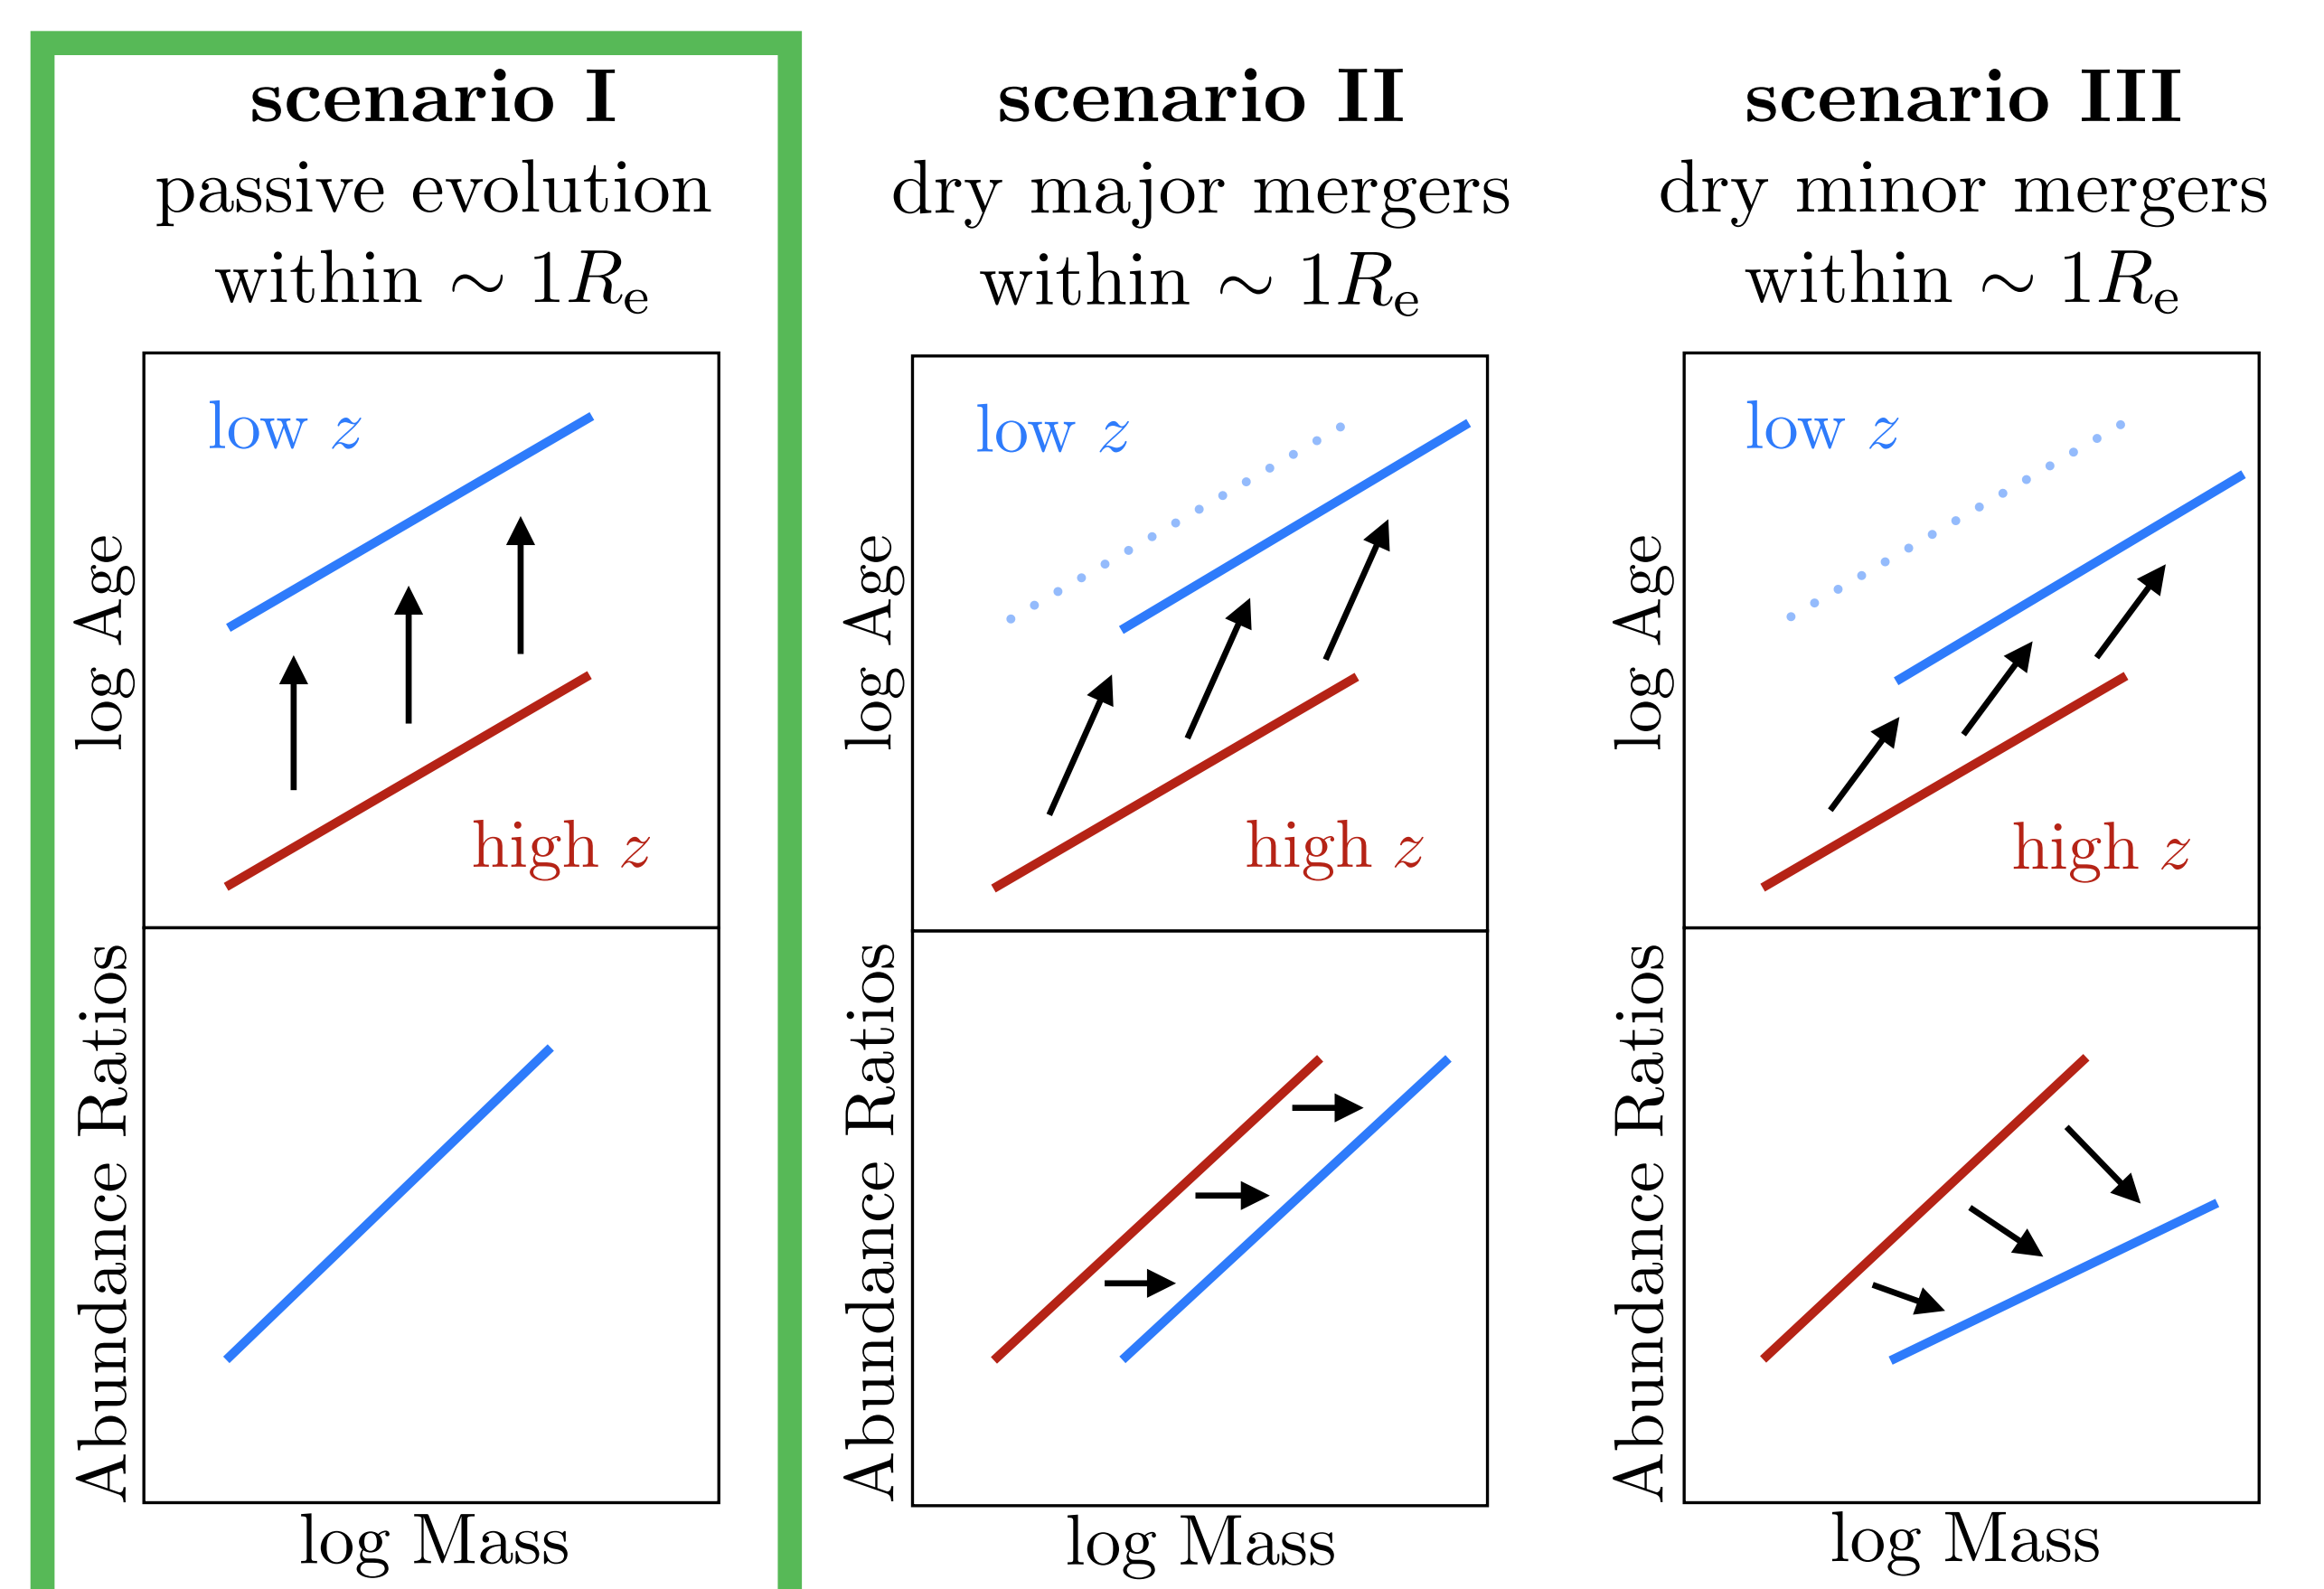 scenario I
passive evolution
within ∼ 1Re
low z
high z
log Age
Abundance Ratios
log Mass
scenario II
dry major mergers
within ∼ 1Re
low z
high z
log Age
Abundance Ratios
log Mass
scenario III
dry minor mergers
within ∼ 1Re
low z
high z
log Age
Abundance Ratios
log Mass